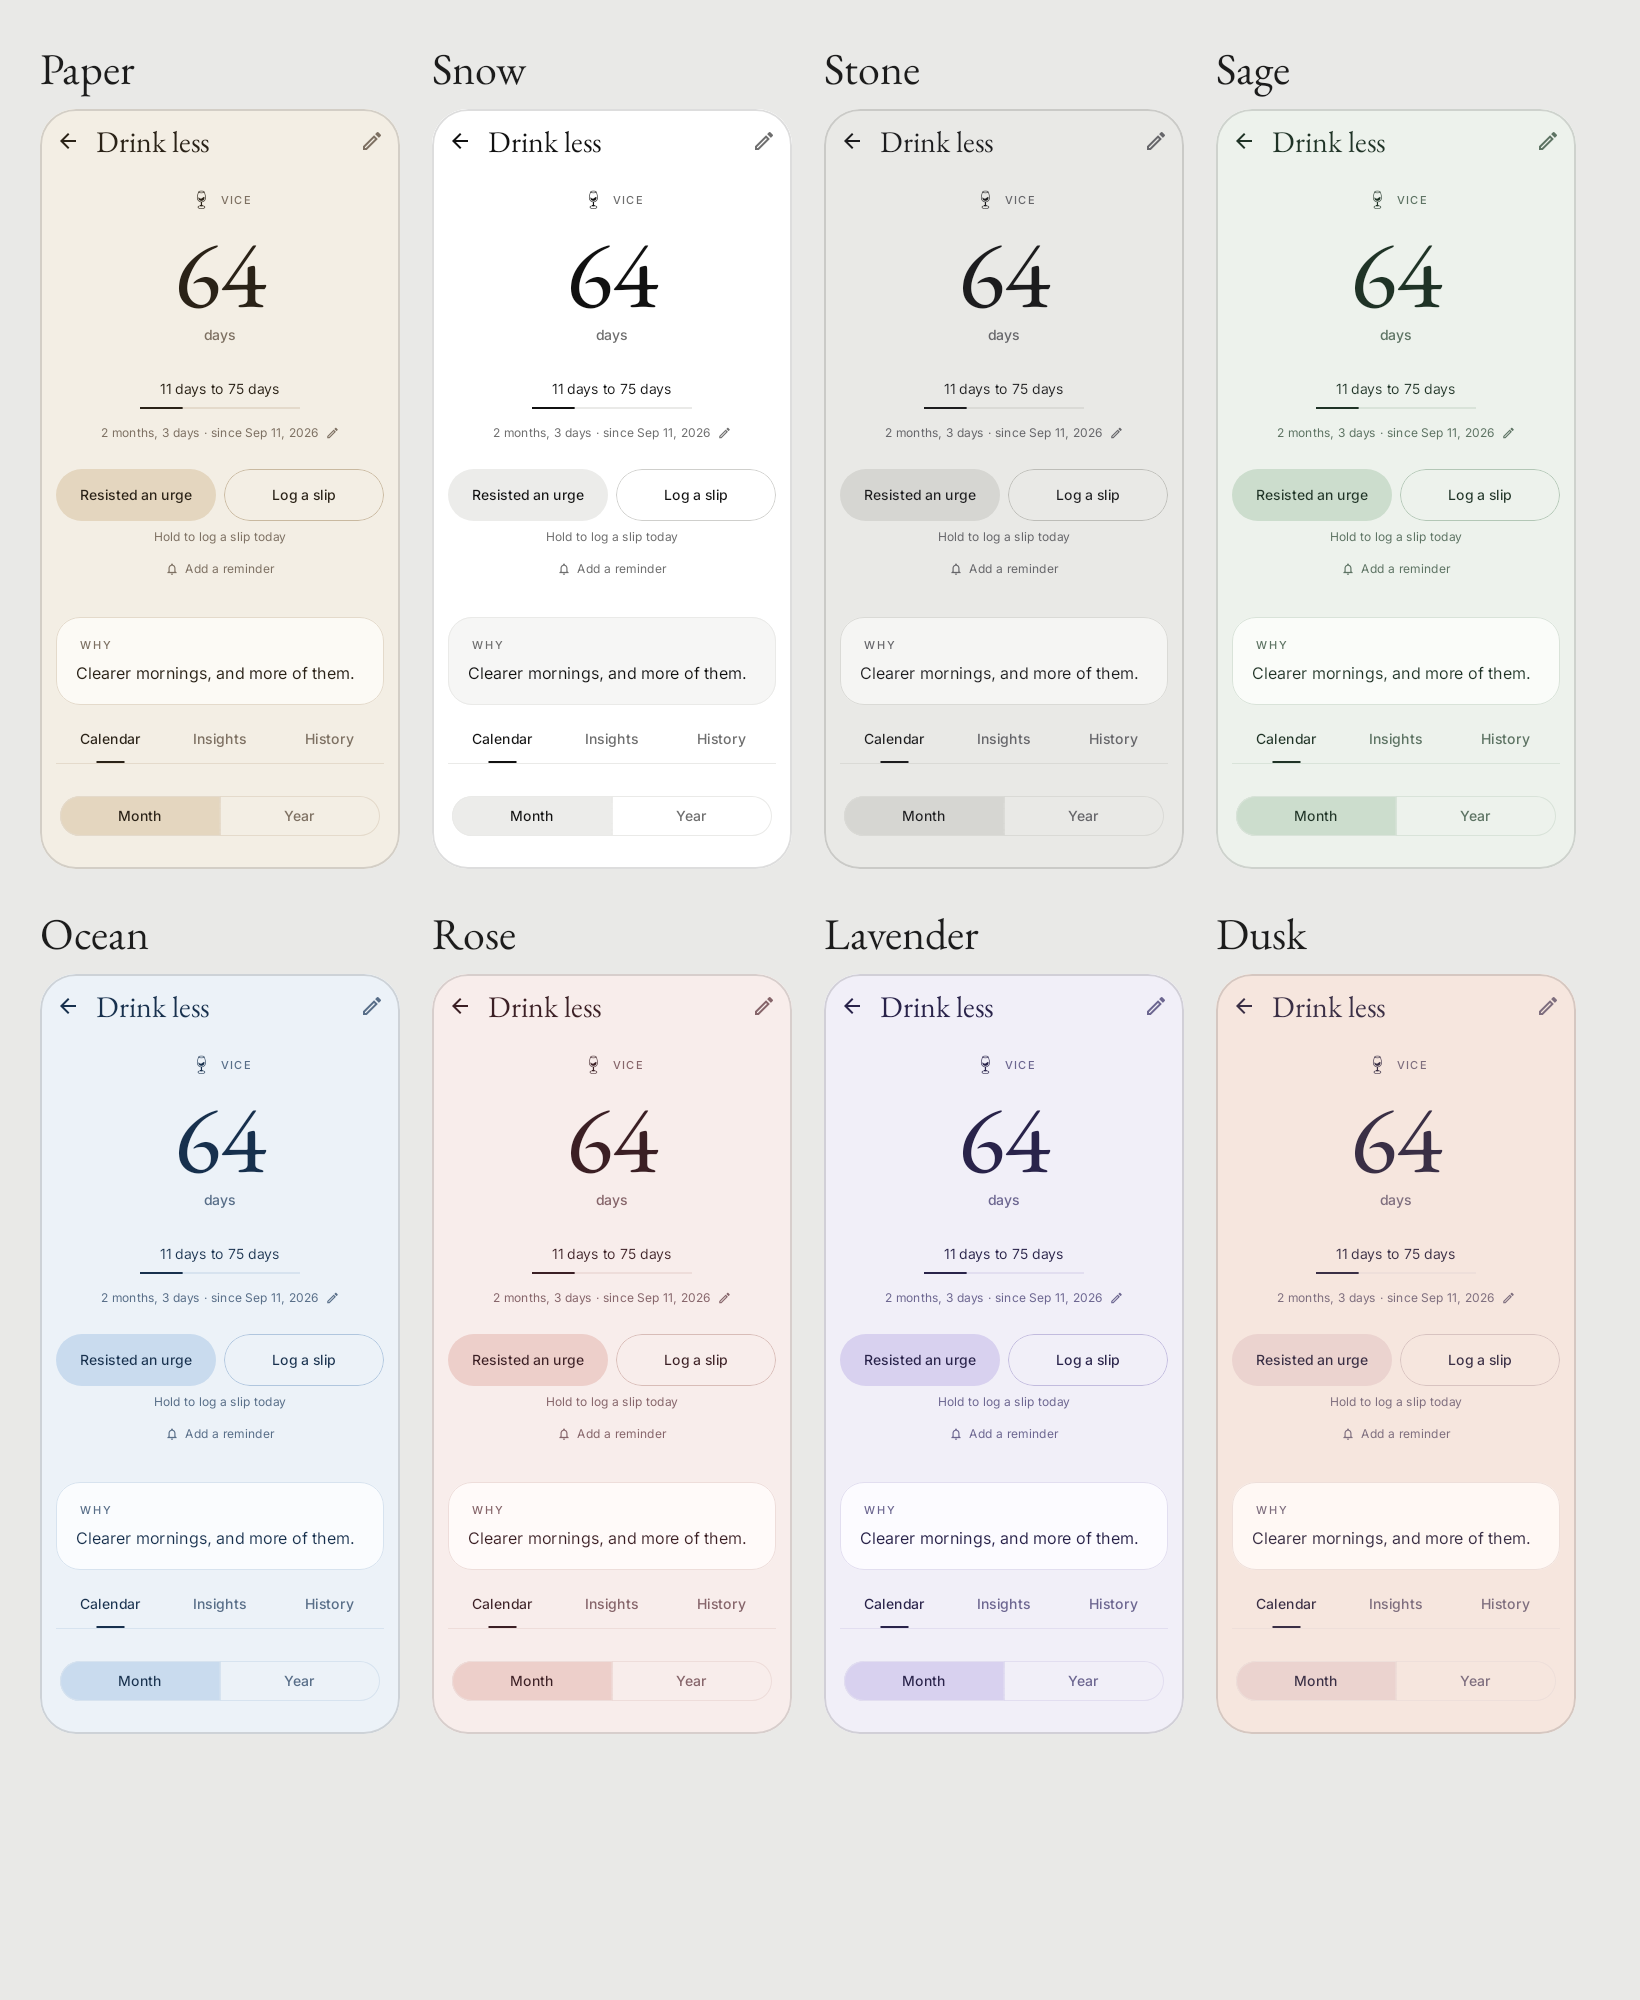 Paper
Drink less
VICE
64
days
11 days to 75 days
2 months, 3 days · since Sep 11, 2026
Resisted an urge
Log a slip
Hold to log a slip today
Add a reminder
WHY
Clearer mornings, and more of them.
Calendar
Insights
History
Month
Year
Snow
Drink less
VICE
64
days
11 days to 75 days
2 months, 3 days · since Sep 11, 2026
Resisted an urge
Log a slip
Hold to log a slip today
Add a reminder
WHY
Clearer mornings, and more of them.
Calendar
Insights
History
Month
Year
Stone
Drink less
VICE
64
days
11 days to 75 days
2 months, 3 days · since Sep 11, 2026
Resisted an urge
Log a slip
Hold to log a slip today
Add a reminder
WHY
Clearer mornings, and more of them.
Calendar
Insights
History
Month
Year
Sage
Drink less
VICE
64
days
11 days to 75 days
2 months, 3 days · since Sep 11, 2026
Resisted an urge
Log a slip
Hold to log a slip today
Add a reminder
WHY
Clearer mornings, and more of them.
Calendar
Insights
History
Month
Year
Ocean
Drink less
VICE
64
days
11 days to 75 days
2 months, 3 days · since Sep 11, 2026
Resisted an urge
Log a slip
Hold to log a slip today
Add a reminder
WHY
Clearer mornings, and more of them.
Calendar
Insights
History
Month
Year
Rose
Drink less
VICE
64
days
11 days to 75 days
2 months, 3 days · since Sep 11, 2026
Resisted an urge
Log a slip
Hold to log a slip today
Add a reminder
WHY
Clearer mornings, and more of them.
Calendar
Insights
History
Month
Year
Lavender
Drink less
VICE
64
days
11 days to 75 days
2 months, 3 days · since Sep 11, 2026
Resisted an urge
Log a slip
Hold to log a slip today
Add a reminder
WHY
Clearer mornings, and more of them.
Calendar
Insights
History
Month
Year
Dusk
Drink less
VICE
64
days
11 days to 75 days
2 months, 3 days · since Sep 11, 2026
Resisted an urge
Log a slip
Hold to log a slip today
Add a reminder
WHY
Clearer mornings, and more of them.
Calendar
Insights
History
Month
Year